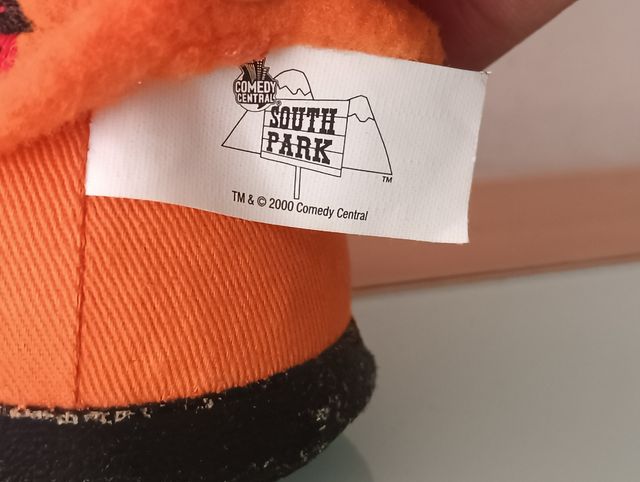 COMEDY
CENTRAL
SOUTH
PARK
TM
TM & © 2000 Comedy Central